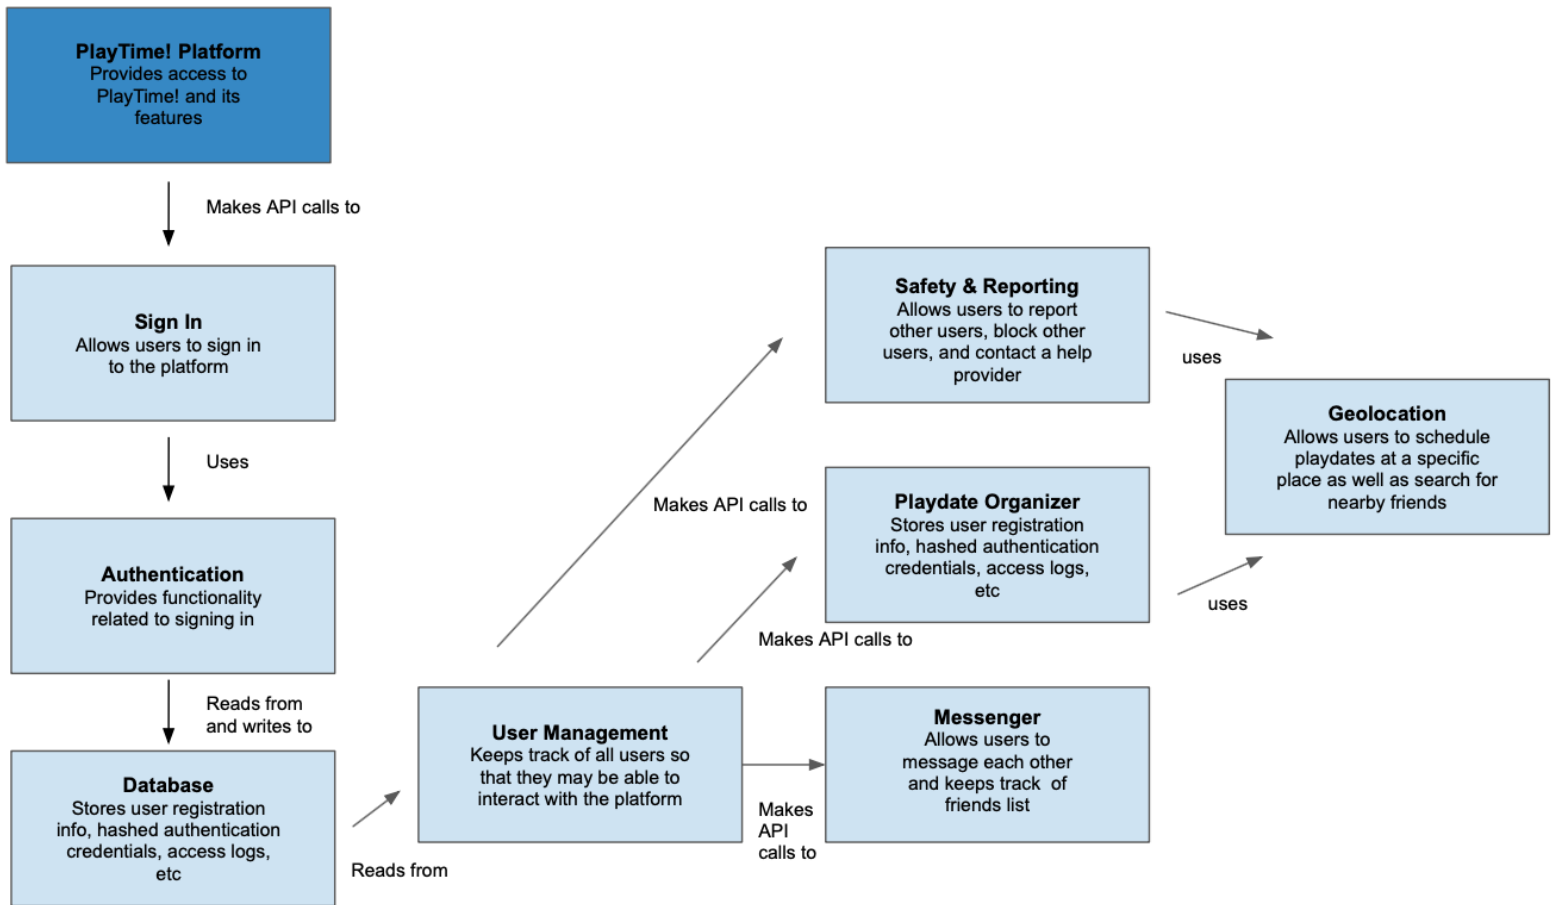 PlayTime! Platform
Provides access to
PlayTime! and its
features
Makes API calls to
Sign In
Allows users to sign in
to the platform
Uses
Authentication
Provides functionality
related to signing in
Reads from
and writes to
Database
Stores user registration
info, hashed authentication
credentials, access logs,
etc
Reads from
User Management
Keeps track of all users so
that they may be able to
interact with the platform
Makes API calls to
Safety & Reporting
Allows users to report
other users, block other
users, and contact a help
provider
uses
Makes API calls to
Playdate Organizer
Stores user registration
info, hashed authentication
credentials, access logs,
etc
uses
Makes
API
calls to
Messenger
Allows users to
message each other
and keeps track of
friends list
Geolocation
Allows users to schedule
playdates at a specific
place as well as search for
nearby friends